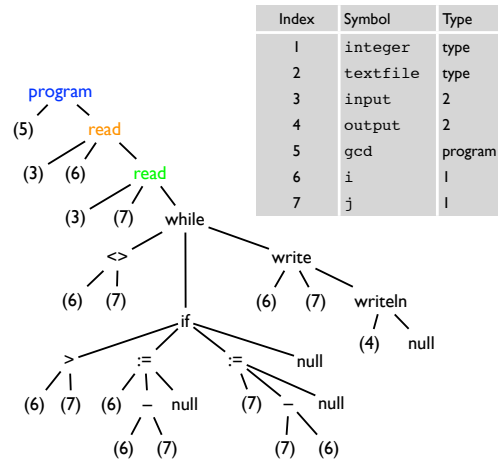 Index Symbol Type
1 integer type
2 textfile type
3 input 2
4 output 2
5 gcd program
6 i 1
7 j 1
program
(5) read
(3) (6) read
(3) (7) while
<> write
(6) (7) (6) (7) writeln
if (4) null
> := := null
(6) (7) (6) – null (7) – null
(6) (7) (7) (6)